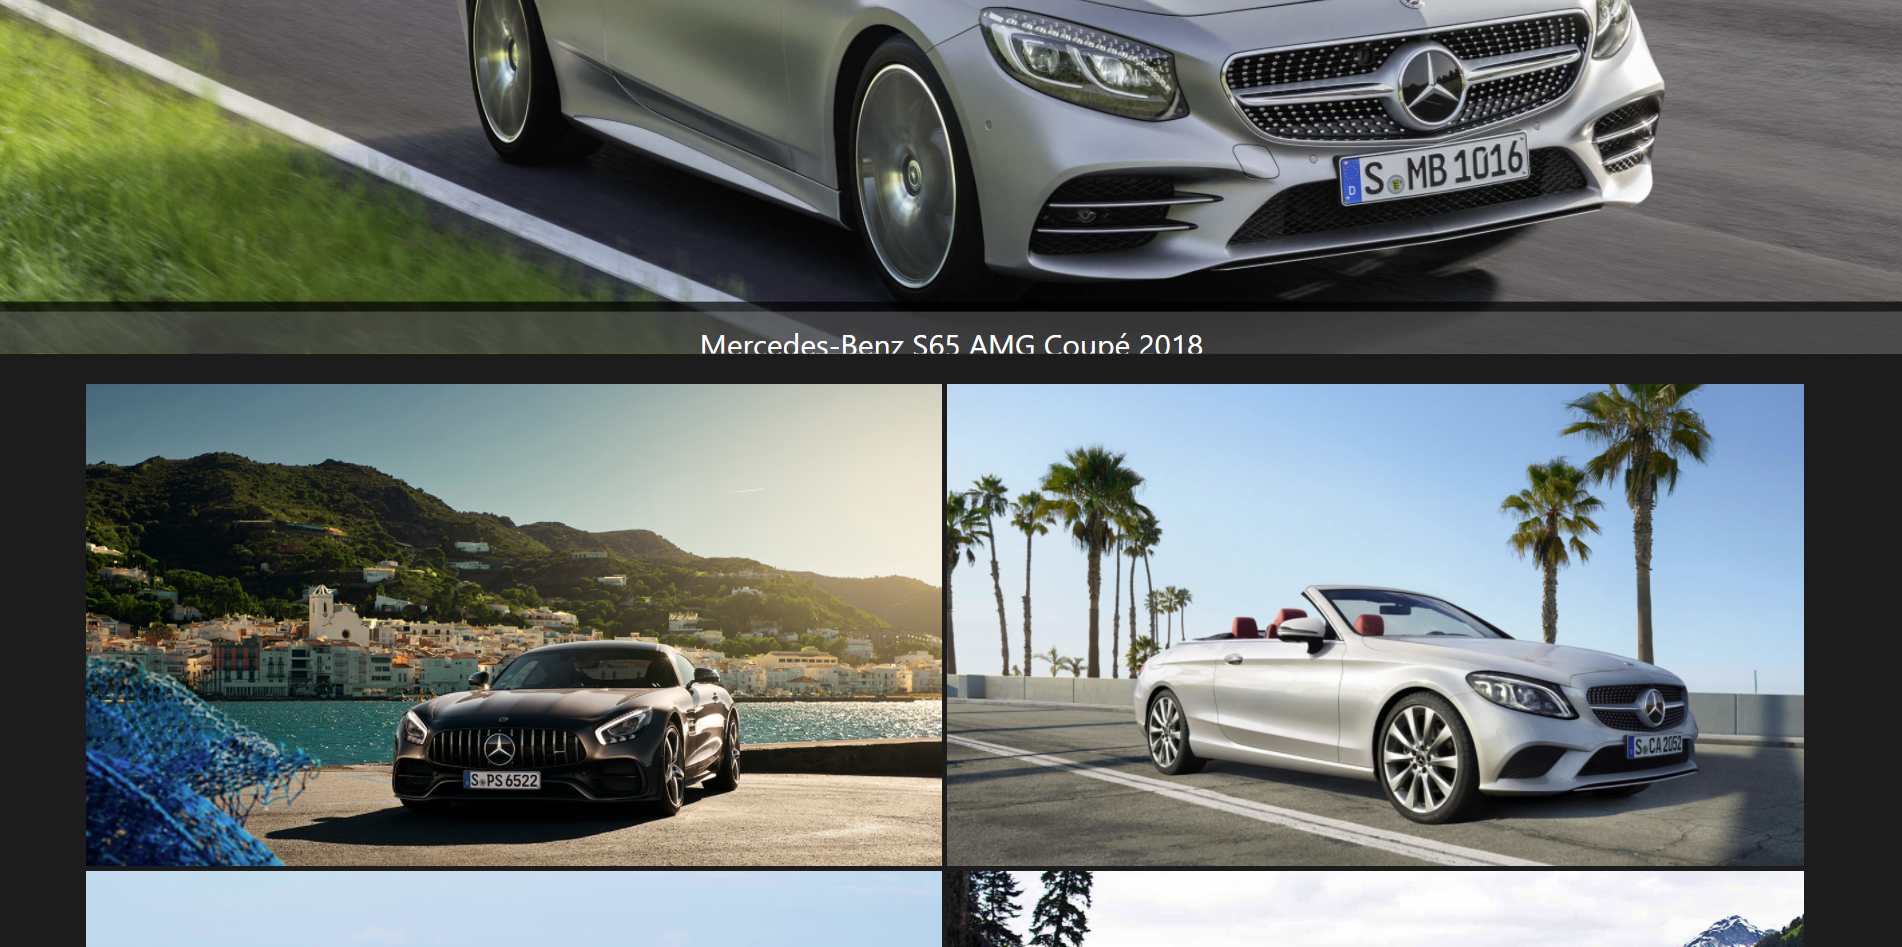 S MB 1016
D
Mercedes-Benz S65 AMG Coupé 2018
S PS 6522
S CA 2052